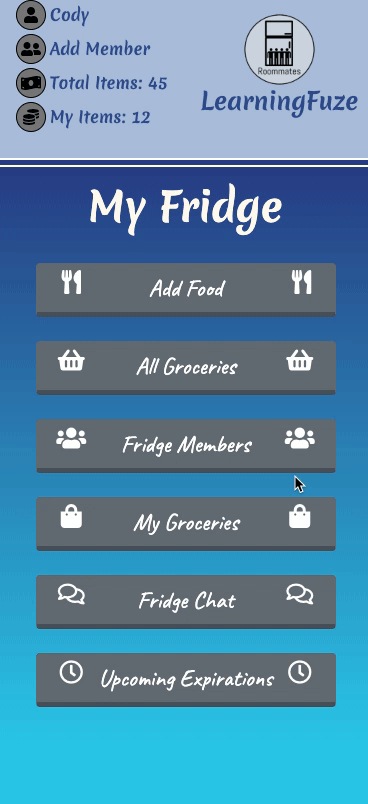 Cody
Add Member
Total Items: 45
My Items: 12
Roommates
LearningFuze
My Fridge
Add Food
All Groceries
Fridge Members
My Groceries
Fridge Chat
Upcoming Expirations